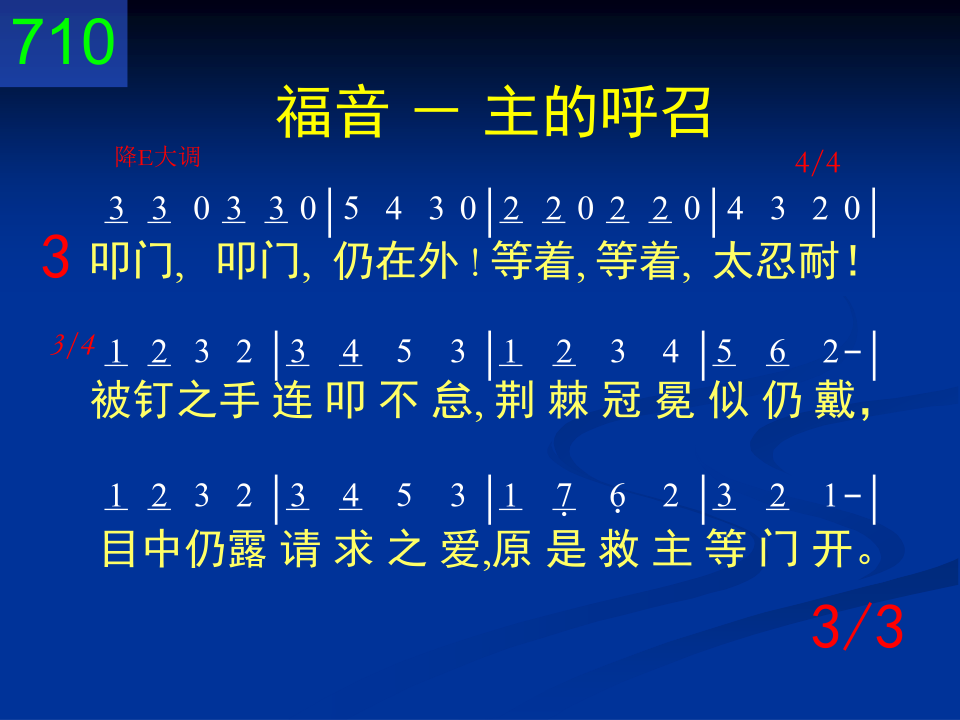 710
福音 － 主的呼召
降E大调 4/4
3 3 0 3 3 0 | 5 4 3 0 | 2 2 0 2 2 0 | 4 3 2 0 |
3 叩门, 叩门, 仍在外 ! 等着, 等着, 太忍耐！
3/4 1 2 3 2 | 3 4 5 3 | 1 2 3 4 | 5 6 2 - |
被钉之手 连 叩 不 怠, 荆 棘 冠 冕 似 仍 戴，
1 2 3 2 | 3 4 5 3 | 1 7̣ 6̣ 2 | 3 2 1 - |
目中仍露 请 求 之 爱,原 是 救 主 等 门 开。
3/3